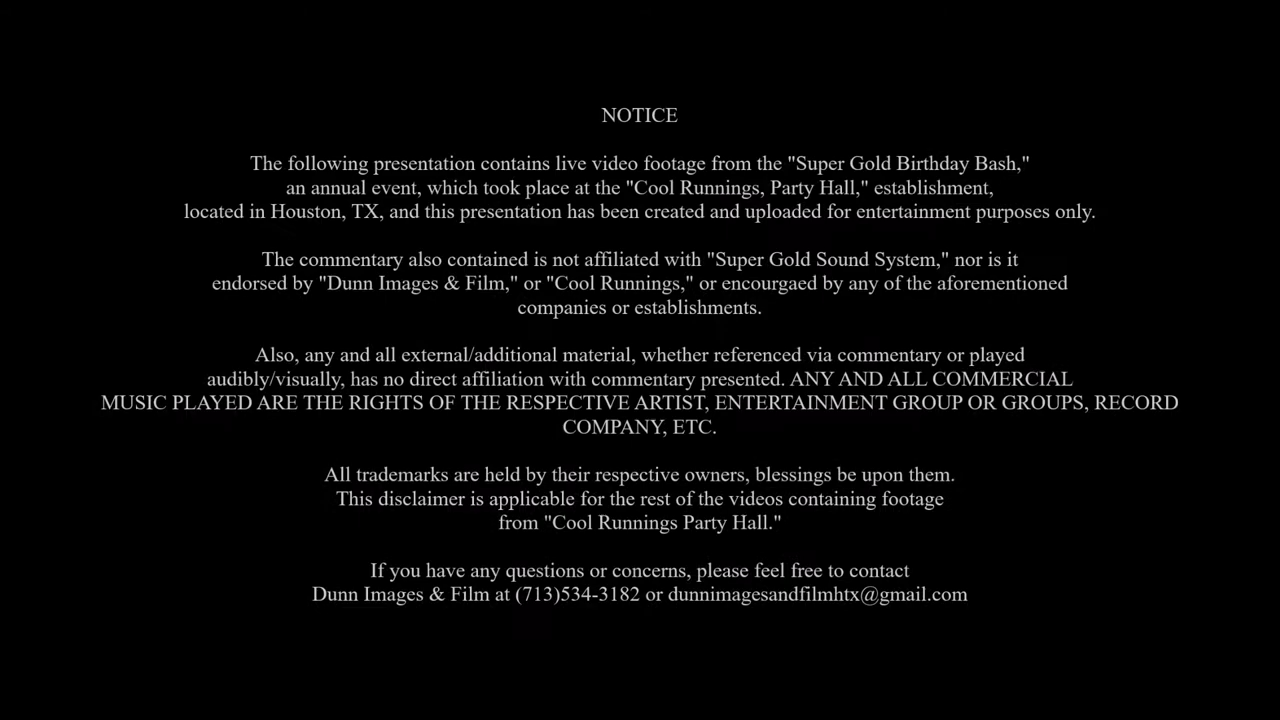 NOTICE
The following presentation contains live video footage from the "Super Gold Birthday Bash,"
an annual event, which took place at the "Cool Runnings, Party Hall," establishment,
located in Houston, TX, and this presentation has been created and uploaded for entertainment purposes only.
The commentary also contained is not affiliated with "Super Gold Sound System," nor is it
endorsed by "Dunn Images & Film," or "Cool Runnings," or encourgaed by any of the aforementioned
companies or establishments.
Also, any and all external/additional material, whether referenced via commentary or played
audibly/visually, has no direct affiliation with commentary presented. ANY AND ALL COMMERCIAL
MUSIC PLAYED ARE THE RIGHTS OF THE RESPECTIVE ARTIST, ENTERTAINMENT GROUP OR GROUPS, RECORD
COMPANY, ETC.
All trademarks are held by their respective owners, blessings be upon them.
This disclaimer is applicable for the rest of the videos containing footage
from "Cool Runnings Party Hall."
If you have any questions or concerns, please feel free to contact
Dunn Images & Film at (713)534-3182 or dunnimagesandfilmhtx@gmail.com